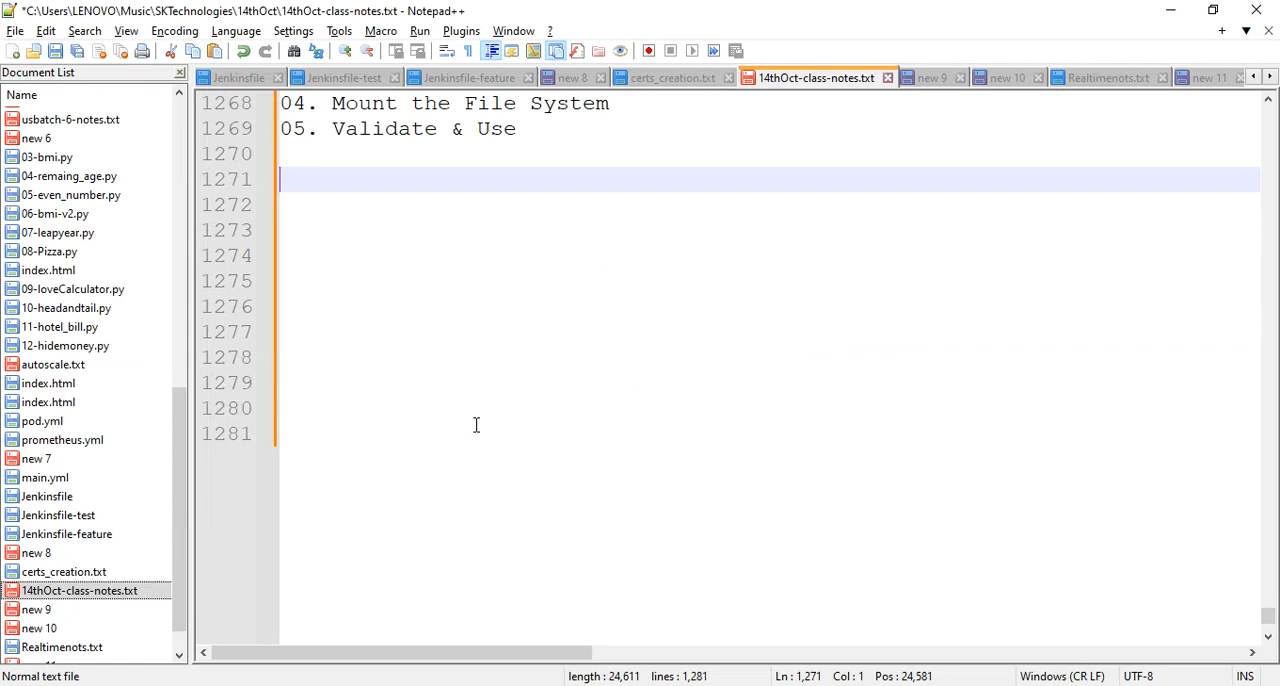 *C:\Users\LENOVO\Music\SKTechnologies\14thOct\14thOct-class-notes.txt - Notepad++
File Edit Search View Encoding Language Settings Tools Macro Run Plugins Window ?
Document List
Jenkinsfile Jenkinsfile-test Jenkinsfile-feature new 8 certs_creation.txt 14thOct-class-notes.txt new 9 new 10 Realtimenots.txt new 11
Name
usbatch-6-notes.txt
new 6
03-bmi.py
04-remaing_age.py
05-even_number.py
06-bmi-v2.py
07-leapyear.py
08-Pizza.py
index.html
09-loveCalculator.py
10-headandtail.py
11-hotel_bill.py
12-hidemoney.py
autoscale.txt
index.html
index.html
pod.yml
prometheus.yml
new 7
main.yml
Jenkinsfile
Jenkinsfile-test
Jenkinsfile-feature
new 8
certs_creation.txt
14thOct-class-notes.txt
new 9
new 10
Realtimenots.txt
1268 04. Mount the File System
1269 05. Validate & Use
1270
1271
1272
1273
1274
1275
1276
1277
1278
1279
1280
1281
Normal text file length : 24,611 lines : 1,281 Ln : 1,271 Col : 1 Pos : 24,581 Windows (CR LF) UTF-8 INS